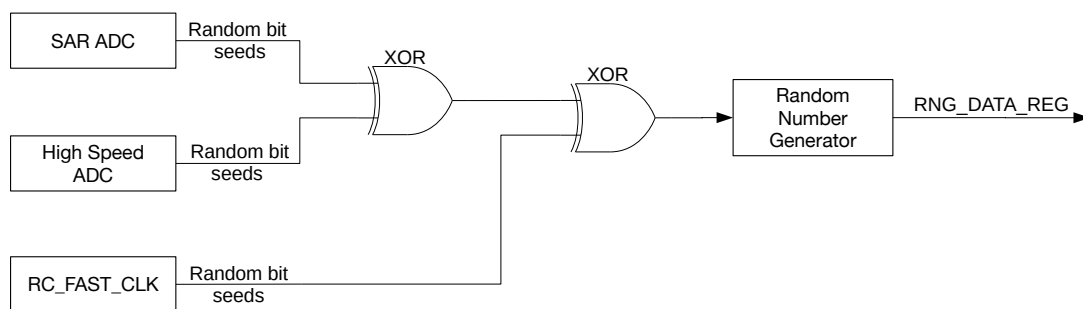 SAR ADC
Random bit
seeds
XOR
XOR
Random
Number
Generator
RNG_DATA_REG
High Speed
ADC
Random bit
seeds
RC_FAST_CLK
Random bit
seeds